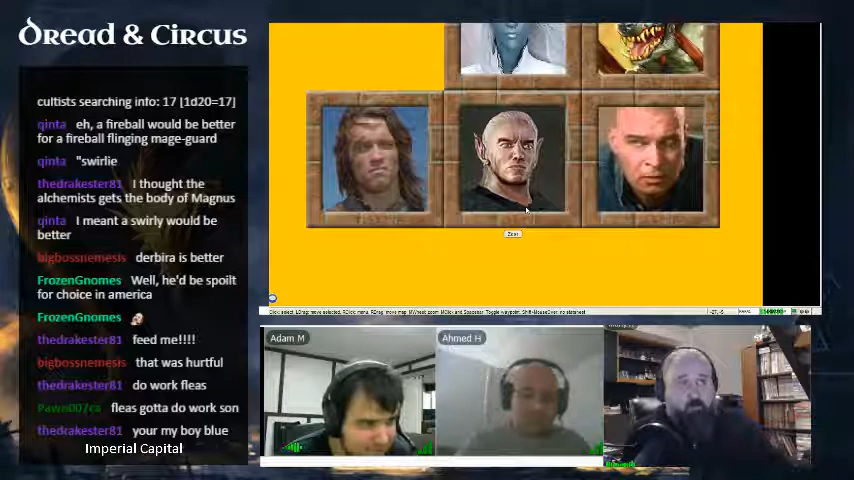 Dread & Circus
cultists searching into: 17 [1d20=17]
qinta eh, a fireball would be better
for a fireball flinging mage-guard
qinta "swirlie
thedrakester81 I thought the
alchemists gets the body of Magnus
qinta I meant a swirly would be
better
bigbossnemesis derbira is better
FrozenGnomes Well, he'd be spoilt
for choice in america
FrozenGnomes
thedrakester81 feed me!!!!
bigbossnemesis that was hurtful
thedrakester81 do work fleas
Pawn007ca fleas gotta do work son
thedrakester81 your my boy blue
Imperial Capital
Adam M
Ahmed H